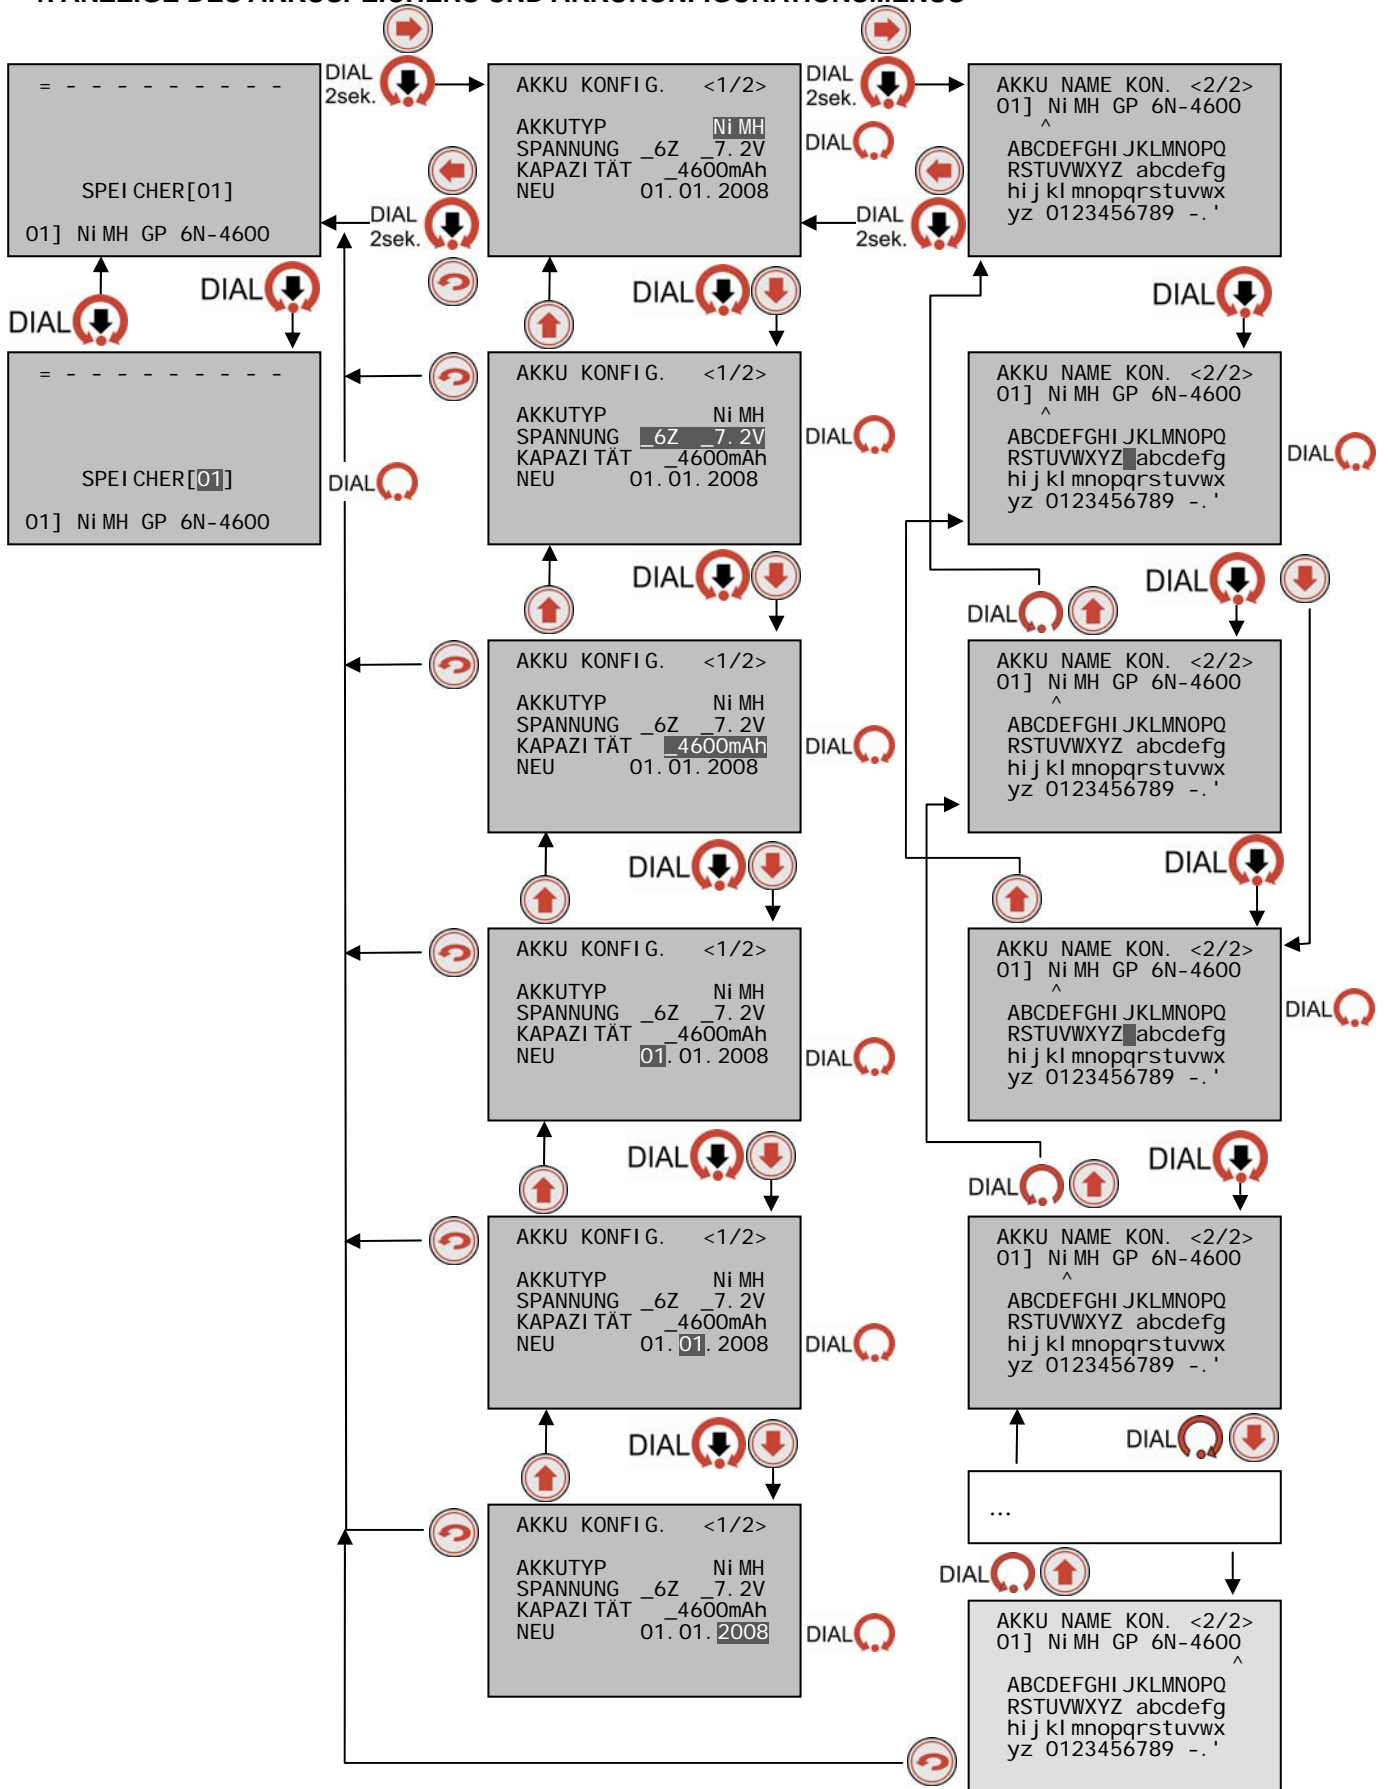 = - - - - - - - - -
SPEICHER[01]
01] NiMH GP 6N-4600
DIAL
2sek.
AKKU KONFIG. <1/2>
AKKUTYP NiMH
SPANNUNG _6Z _7.2V
KAPAZITÄT _4600mAh
NEU 01.01.2008
DIAL
2sek.
DIAL
DIAL
2sek.
DIAL
2sek.
AKKU NAME KON. <2/2>
01] NiMH GP 6N-4600
^
ABCDEFGHIJKLMNOPQ
RSTUVWXYZ abcdefg
hijklmnopqrstuvwx
yz 0123456789 -.'
DIAL
DIAL
DIAL
DIAL
= - - - - - - - - -
SPEICHER[01]
01] NiMH GP 6N-4600
DIAL
AKKU KONFIG. <1/2>
AKKUTYP NiMH
SPANNUNG _6Z _7.2V
KAPAZITÄT _4600mAh
NEU 01.01.2008
DIAL
AKKU NAME KON. <2/2>
01] NiMH GP 6N-4600
^
ABCDEFGHIJKLMNOPQ
RSTUVWXYZ abcdefg
hijklmnopqrstuvwx
yz 0123456789 -.'
DIAL
DIAL
DIAL
DIAL
AKKU KONFIG. <1/2>
AKKUTYP NiMH
SPANNUNG _6Z _7.2V
KAPAZITÄT _4600mAh
NEU 01.01.2008
DIAL
AKKU NAME KON. <2/2>
01] NiMH GP 6N-4600
^
ABCDEFGHIJKLMNOPQ
RSTUVWXYZ abcdefg
hijklmnopqrstuvwx
yz 0123456789 -.'
DIAL
DIAL
AKKU KONFIG. <1/2>
AKKUTYP NiMH
SPANNUNG _6Z _7.2V
KAPAZITÄT _4600mAh
NEU 01.01.2008
DIAL
AKKU NAME KON. <2/2>
01] NiMH GP 6N-4600
^
ABCDEFGHIJKLMNOPQ
RSTUVWXYZ abcdefg
hijklmnopqrstuvwx
yz 0123456789 -.'
DIAL
DIAL
DIAL
DIAL
AKKU KONFIG. <1/2>
AKKUTYP NiMH
SPANNUNG _6Z _7.2V
KAPAZITÄT _4600mAh
NEU 01.01.2008
DIAL
AKKU NAME KON. <2/2>
01] NiMH GP 6N-4600
^
ABCDEFGHIJKLMNOPQ
RSTUVWXYZ abcdefg
hijklmnopqrstuvwx
yz 0123456789 -.'
DIAL
DIAL
...
DIAL
AKKU KONFIG. <1/2>
AKKUTYP NiMH
SPANNUNG _6Z _7.2V
KAPAZITÄT _4600mAh
NEU 01.01.2008
DIAL
AKKU NAME KON. <2/2>
01] NiMH GP 6N-4600
^
ABCDEFGHIJKLMNOPQ
RSTUVWXYZ abcdefg
hijklmnopqrstuvwx
yz 0123456789 -.'